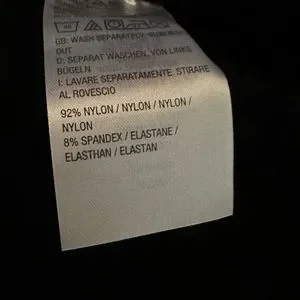 GB: WASH SEPARATELY, IRON INSIDE
OUT
D: SEPARAT WASCHEN, VON LINKS
BÜGELN
I: LAVARE SEPARATAMENTE, STIRARE
AL ROVESCIO
92% NYLON / NYLON / NYLON /
NYLON
8% SPANDEX / ELASTANE /
ELASTHAN / ELASTAN